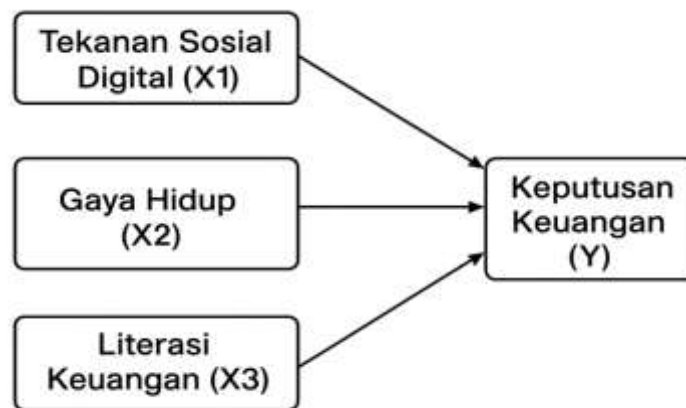 Tekanan Sosial
Digital (X1)
Gaya Hidup
(X2)
Literasi
Keuangan (X3)
Keputusan
Keuangan
(Y)